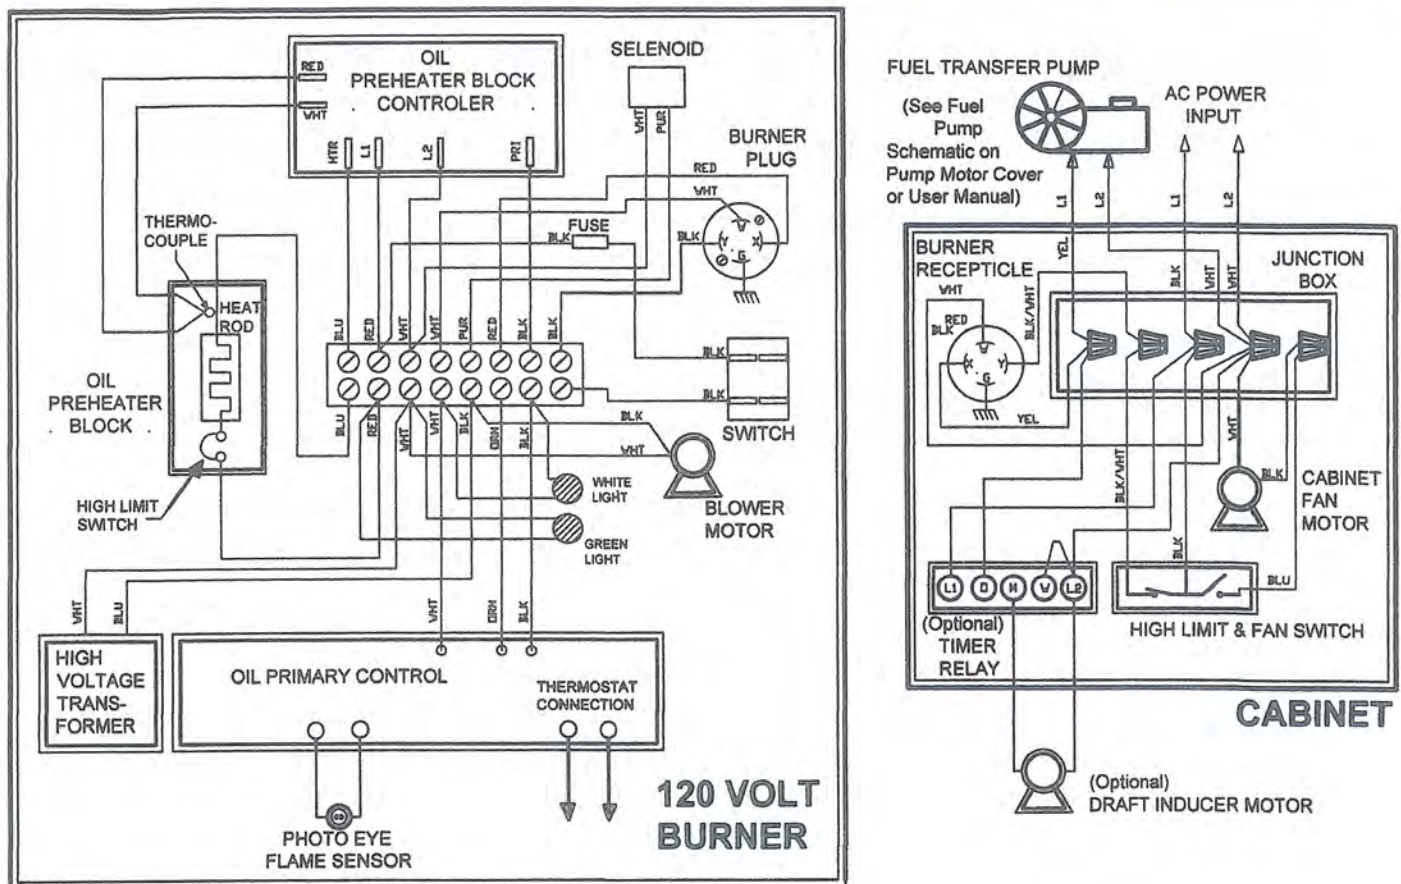 OIL
PREHEATER BLOCK
CONTROLER
RED
WHT
HTR
L1
L2
PRI
SELENOID
WHT
PUR
BURNER
PLUG
RED
WHT
BLK
W
Y
X
G
FUSE
BLK
THERMO-
COUPLE
HEAT
ROD
OIL
PREHEATER
BLOCK
HIGH LIMIT
SWITCH
BLU
RED
WHT
WHT
PUR
RED
BLK
BLK
BLU
RED
WHT
WHT
BLK
ORN
BLK
BLK
BLK
SWITCH
BLK
WHT
BLOWER
MOTOR
WHITE
LIGHT
GREEN
LIGHT
WHT
BLU
WHT
ORN
BLK
HIGH
VOLTAGE
TRANS-
FORMER
OIL PRIMARY CONTROL
THERMOSTAT
CONNECTION
PHOTO EYE
FLAME SENSOR
120 VOLT
BURNER
FUEL TRANSFER PUMP
(See Fuel
Pump
Schematic on
Pump Motor Cover
or User Manual)
AC POWER
INPUT
L1
L2
L1
L2
YEL
BLK
WHT
WHT
BURNER
RECEPTICLE
JUNCTION
BOX
WHT
RED
BLK
BLK/WHT
W
X
Y
G
YEL
BLK/WHT
WHT
BLK
CABINET
FAN
MOTOR
BLK
BLU
L1
O
M
W
L2
(Optional)
TIMER
RELAY
HIGH LIMIT & FAN SWITCH
CABINET
(Optional)
DRAFT INDUCER MOTOR